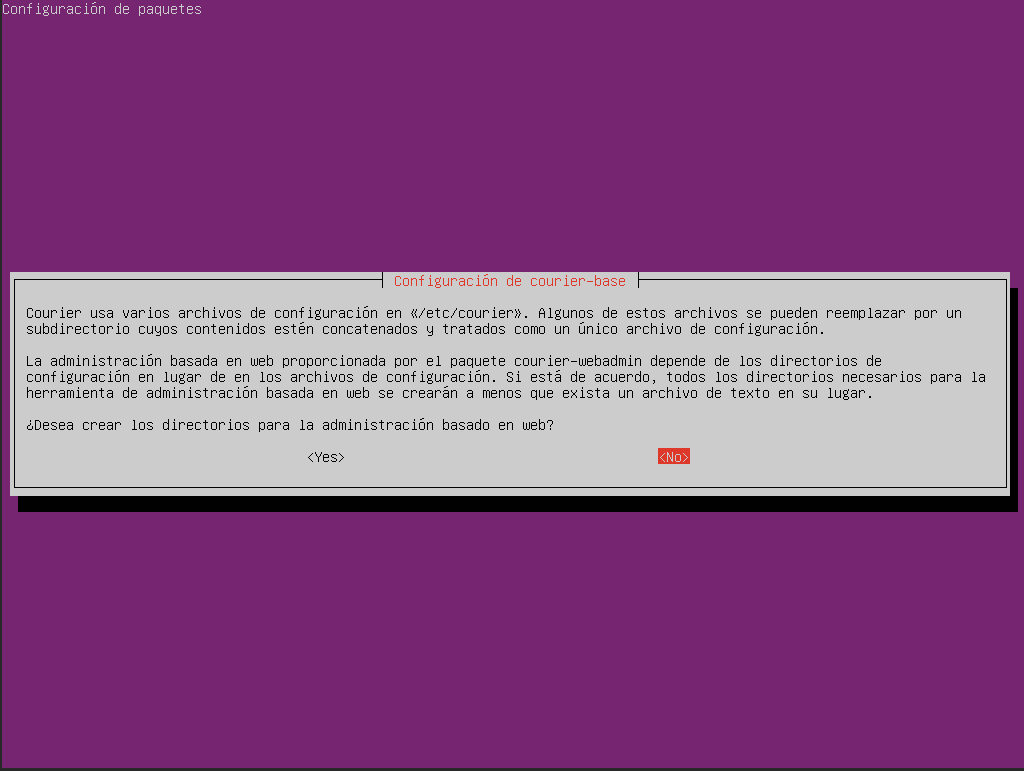 Configuración de paquetes
Configuración de courier-base
Courier usa varios archivos de configuración en «/etc/courier». Algunos de estos archivos se pueden reemplazar por un
subdirectorio cuyos contenidos estén concatenados y tratados como un único archivo de configuración.
La administración basada en web proporcionada por el paquete courier-webadmin depende de los directorios de
configuración en lugar de en los archivos de configuración. Si está de acuerdo, todos los directorios necesarios para la
herramienta de administración basada en web se crearán a menos que exista un archivo de texto en su lugar.
¿Desea crear los directorios para la administración basado en web?
<Yes> <No>